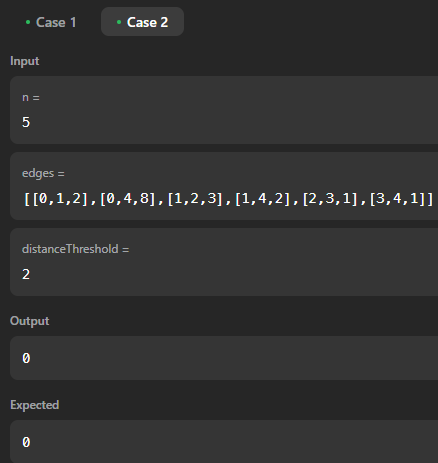 Case 1 Case 2
Input
n =
5
edges =
[[0,1,2],[0,4,8],[1,2,3],[1,4,2],[2,3,1],[3,4,1]]
distanceThreshold =
2
Output
0
Expected
0